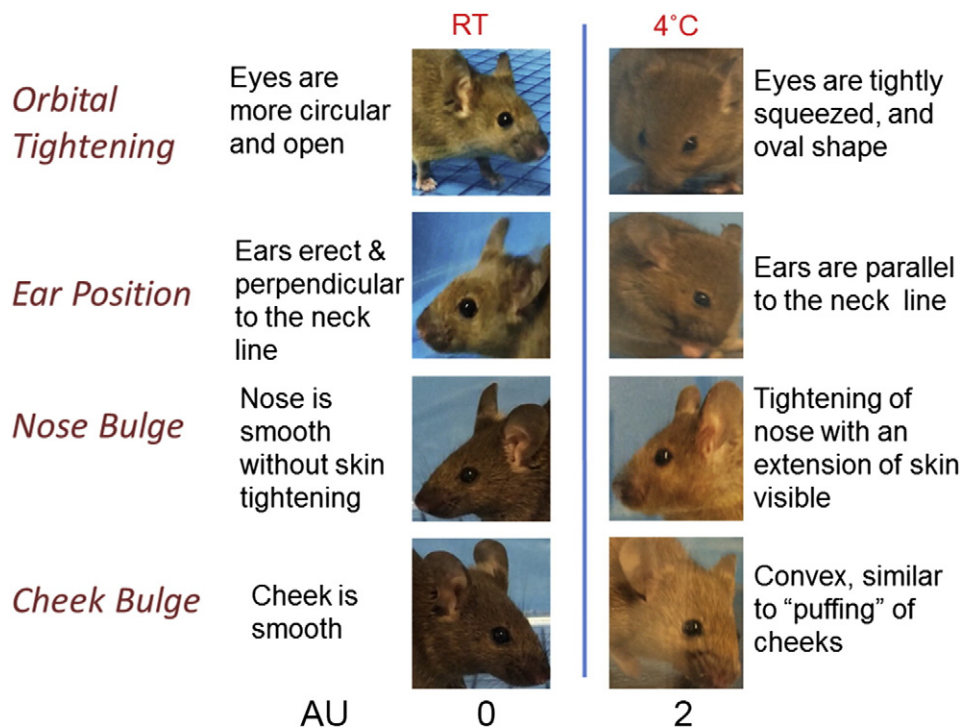 RT
4°C
Orbital
Tightening
Eyes are
more circular
and open
Eyes are tightly
squeezed, and
oval shape
Ear Position
Ears erect &
perpendicular
to the neck
line
Ears are parallel
to the neck line
Nose Bulge
Nose is
smooth
without skin
tightening
Tightening of
nose with an
extension of skin
visible
Cheek Bulge
Cheek is
smooth
Convex, similar
to “puffing” of
cheeks
AU
0
2